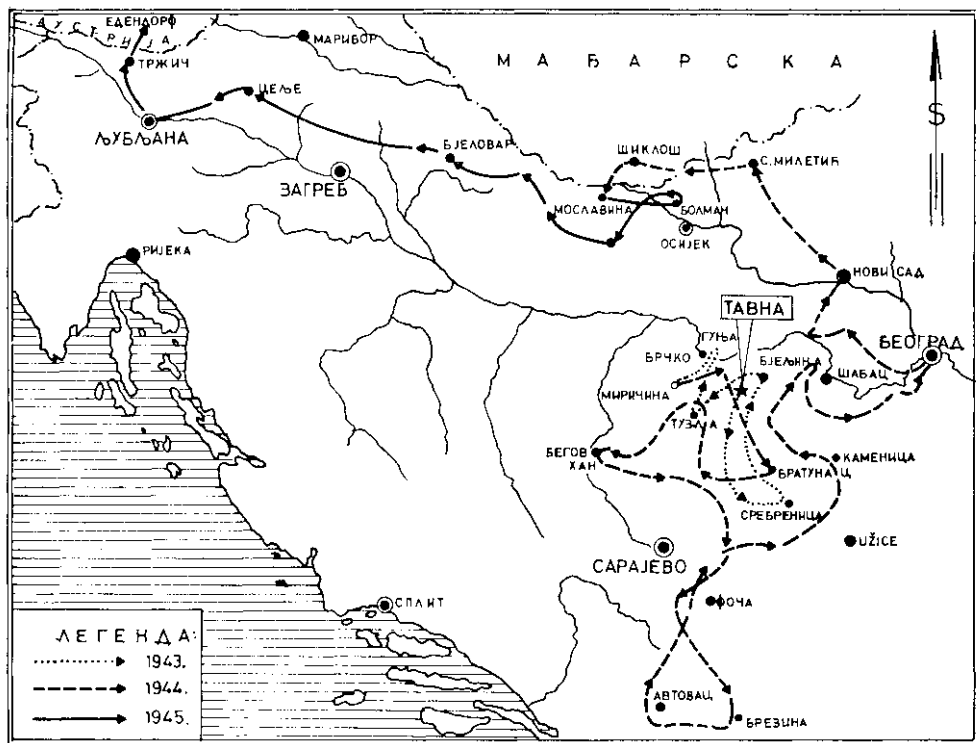 АУСТРИЈА
ЕДЕНДОРФ
ТРЖИЧ
МАРИБОР
МАЂАРСКА
S
ЦЕЉЕ
ЉУБЉАНА
БЈЕЛОВАР
ШИКЛОШ
С.МИЛЕТИЋ
ЗАГРЕБ
МОСЛАВИНА
БОЛМАН
ОСИЈЕК
РИЈЕКА
НОВИ САД
ТАВНА
ГУЊА
БРЧКО
БЈЕЉИНА
БЕОГРАД
ШАБАЦ
МИРИЧИНА
ТУЗЛА
БЕГОВ
ХАН
КАМЕНИЦА
БРАТУНАЦ
СРЕБРЕНИЦА
UŽICE
САРАЈЕВО
ФОЧА
СПЛИТ
ЛЕГЕНДА:
1943.
1944.
1945.
АВТОВАЦ
БРЕЗИНА